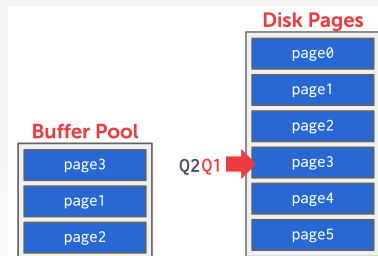 Disk Pages
page0
page1
page2
Buffer Pool
page3
Q2Q1
page3
page1
page4
page2
page5